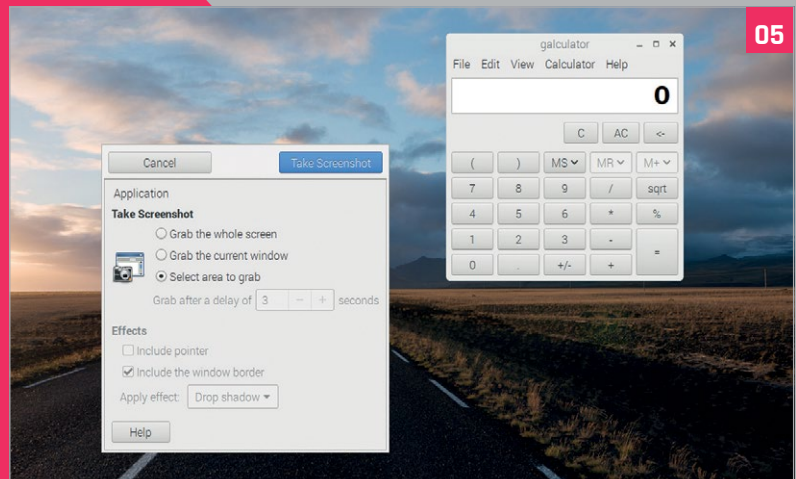 05
galculator
File Edit View Calculator Help
0
C AC <-
( ) MS MR M+
7 8 9 / sqrt
4 5 6 * %
1 2 3 - =
0 . +/- +
Cancel Take Screenshot
Application
Take Screenshot
Grab the whole screen
Grab the current window
Select area to grab
Grab after a delay of 3 - + seconds
Effects
Include pointer
Include the window border
Apply effect: Drop shadow
Help